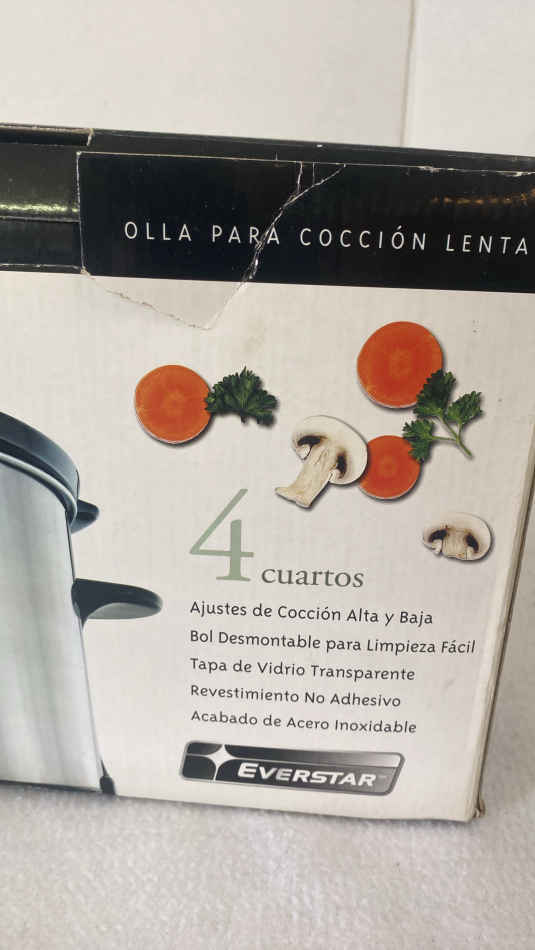 OLLA PARA COCCIÓN LENTA
4 cuartos
Ajustes de Cocción Alta y Baja
Bol Desmontable para Limpieza Fácil
Tapa de Vidrio Transparente
Revestimiento No Adhesivo
Acabado de Acero Inoxidable
EVERSTAR™